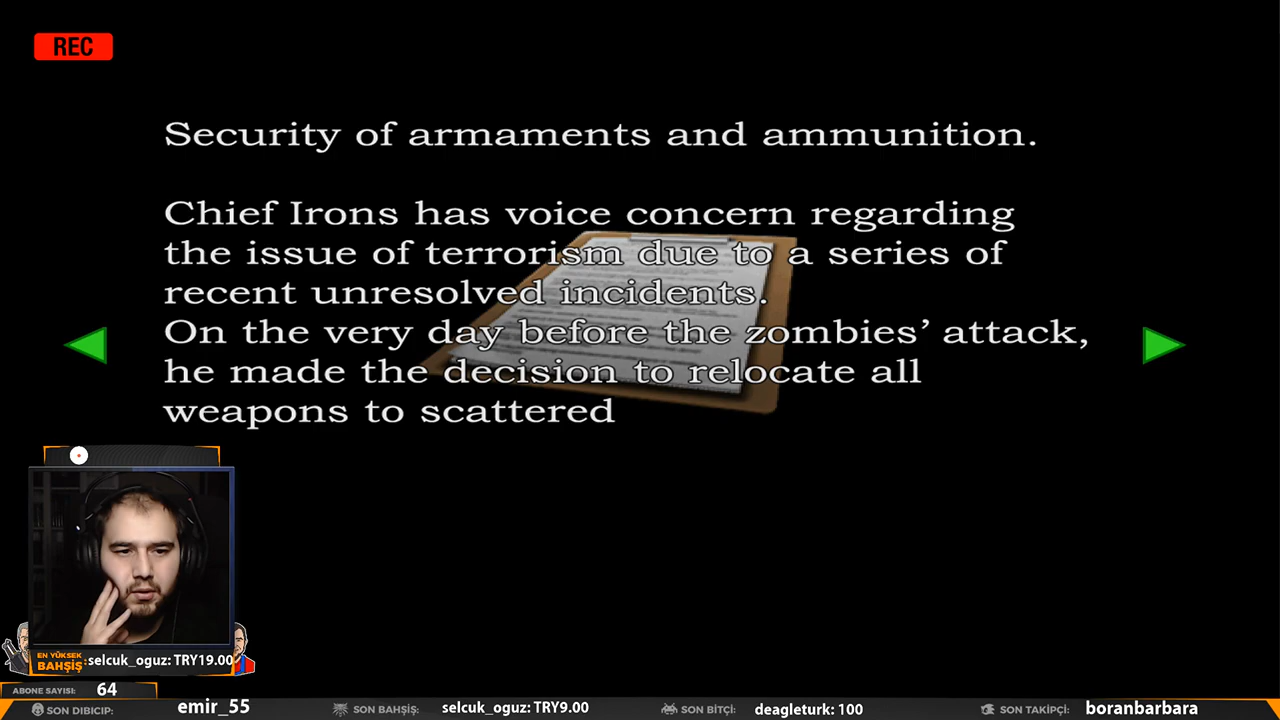 REC
Security of armaments and ammunition.
Chief Irons has voice concern regarding
the issue of terrorism due to a series of
recent unresolved incidents.
On the very day before the zombies’ attack,
he made the decision to relocate all
weapons to scattered
EN YÜKSEK
BAHŞİŞ: selcuk_oguz: TRY19.00
ABONE SAYISI: 64
SON DIBICIP: emir_55 SON BAHŞİŞ: selcuk_oguz: TRY9.00 SON BİTÇİ: deagleturk: 100 SON TAKİPÇİ: boranbarbara